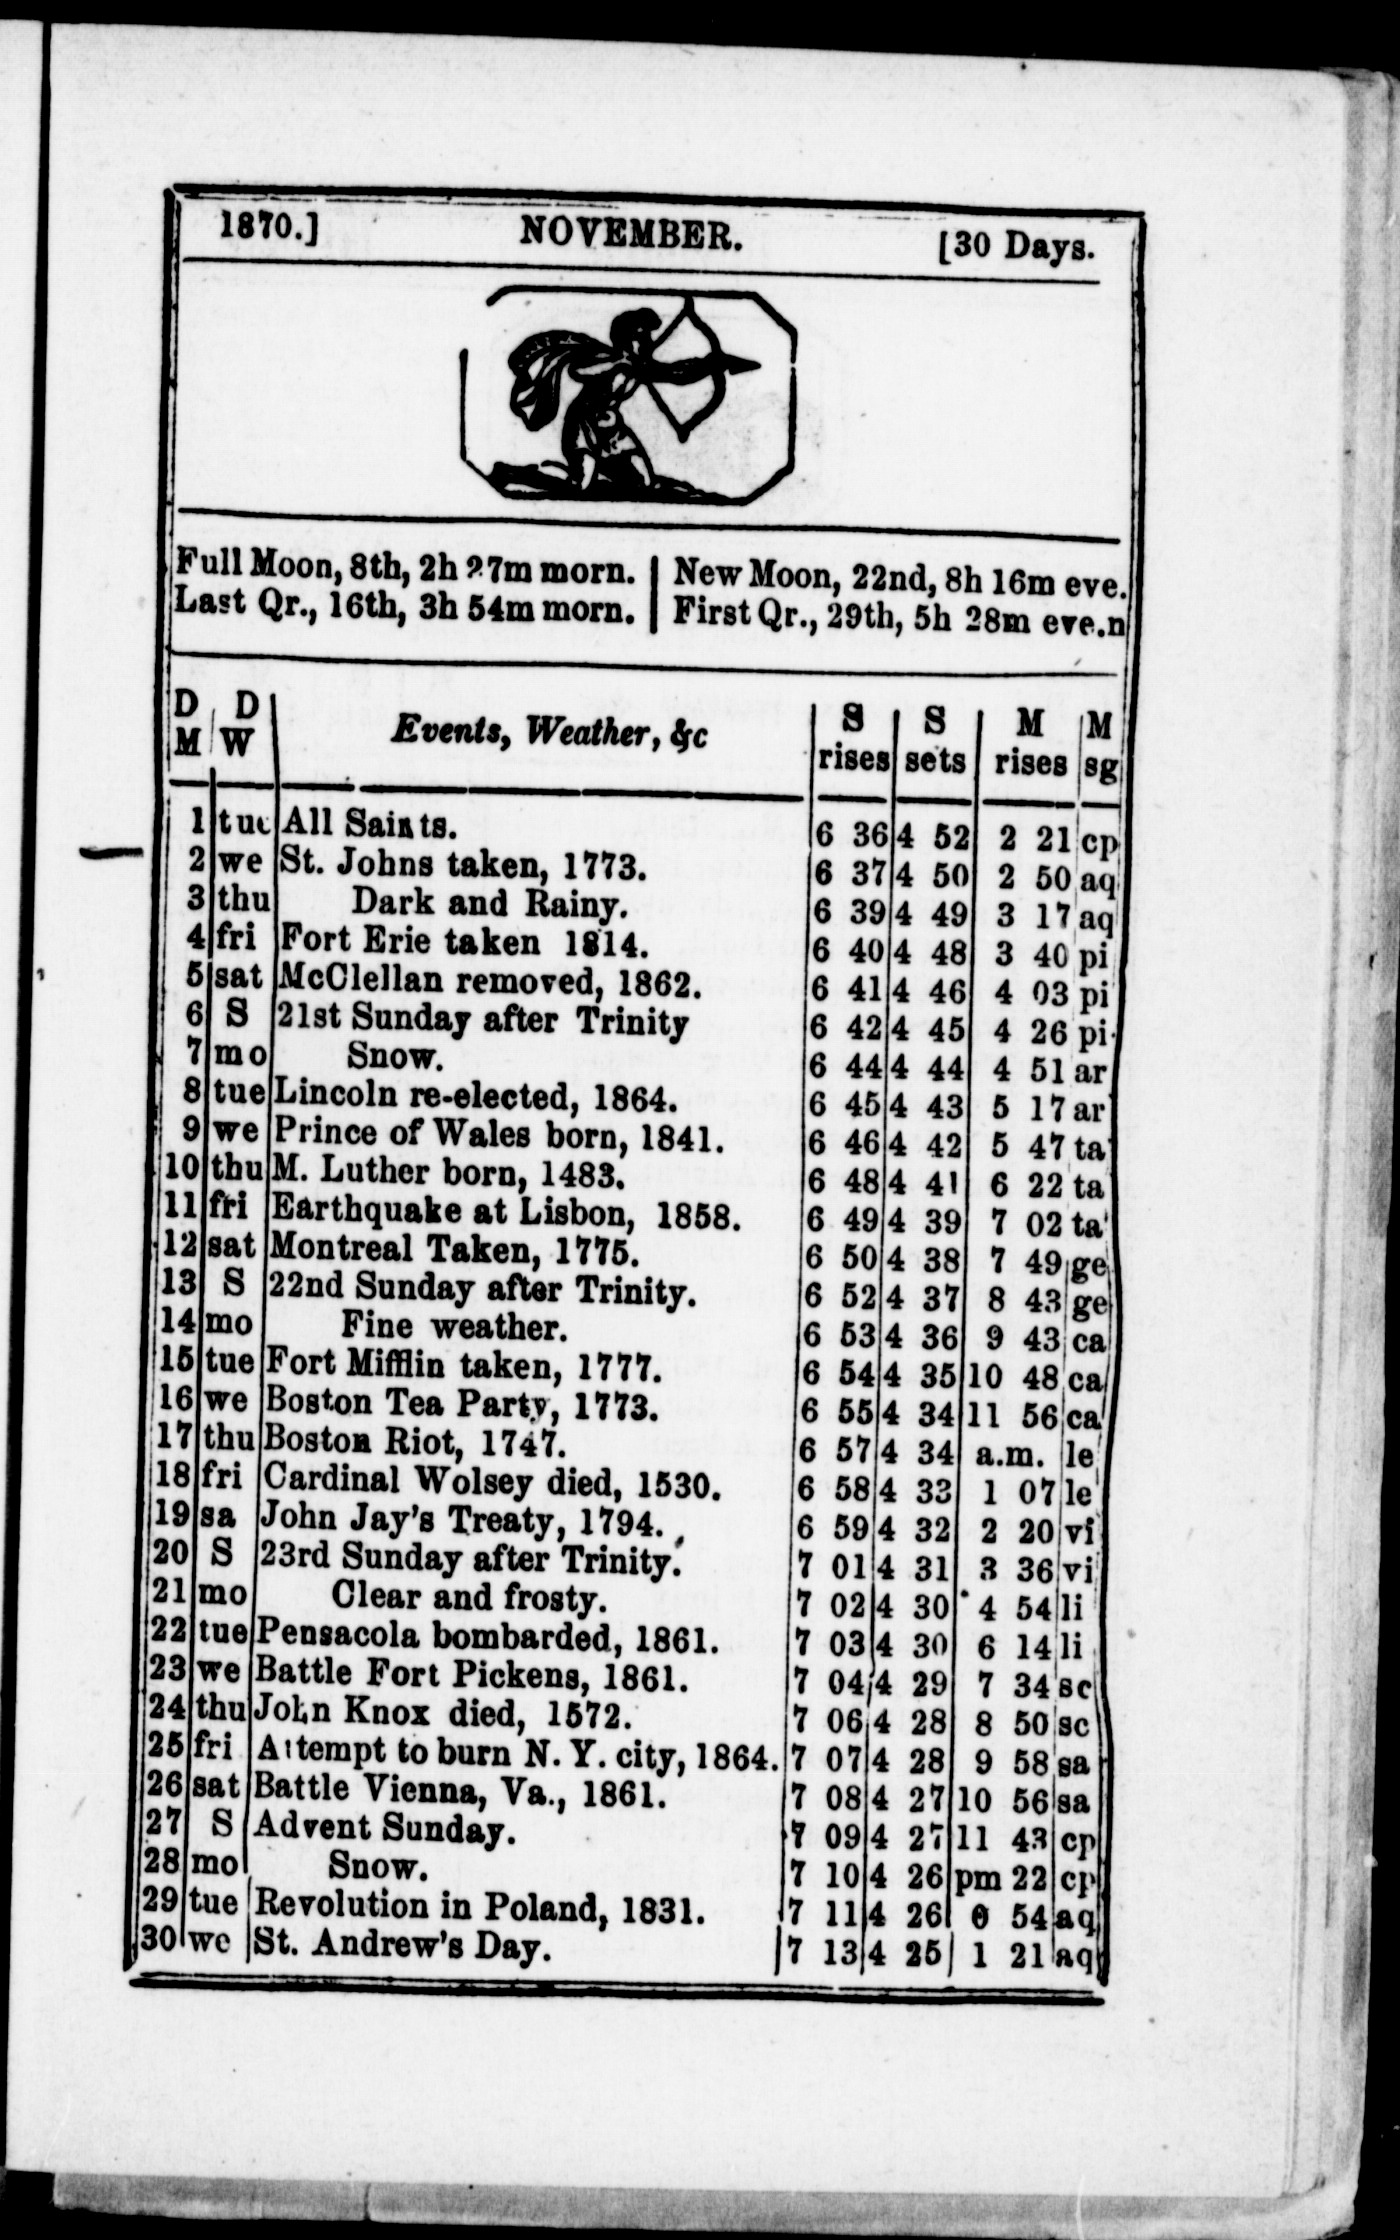 1870.] NOVEMBER. [30 Days.
Full Moon, 8th, 2h 27m morn. | New Moon, 22nd, 8h 16m eve.
Last Qr., 16th, 3h 54m morn. | First Qr., 29th, 5h 28m eve.n
D M | D W | Events, Weather, &c | S rises | S sets | M rises | M sg
1 tue All Saints. 6 36 4 52 2 21 cp
2 we St. Johns taken, 1773. 6 37 4 50 2 50 aq
3 thu Dark and Rainy. 6 39 4 49 3 17 aq
4 fri Fort Erie taken 1814. 6 40 4 48 3 40 pi
5 sat McClellan removed, 1862. 6 41 4 46 4 03 pi
6 S 21st Sunday after Trinity 6 42 4 45 4 26 pi
7 mo Snow. 6 44 4 44 4 51 ar
8 tue Lincoln re-elected, 1864. 6 45 4 43 5 17 ar
9 we Prince of Wales born, 1841. 6 46 4 42 5 47 ta
10 thu M. Luther born, 1483. 6 48 4 41 6 22 ta
11 fri Earthquake at Lisbon, 1858. 6 49 4 39 7 02 ta
12 sat Montreal Taken, 1775. 6 50 4 38 7 49 ge
13 S 22nd Sunday after Trinity. 6 52 4 37 8 43 ge
14 mo Fine weather. 6 53 4 36 9 43 ca
15 tue Fort Mifflin taken, 1777. 6 54 4 35 10 48 ca
16 we Boston Tea Party, 1773. 6 55 4 34 11 56 ca
17 thu Boston Riot, 1747. 6 57 4 34 a.m. le
18 fri Cardinal Wolsey died, 1530. 6 58 4 33 1 07 le
19 sa John Jay's Treaty, 1794. 6 59 4 32 2 20 vi
20 S 23rd Sunday after Trinity. 7 01 4 31 3 36 vi
21 mo Clear and frosty. 7 02 4 30 4 54 li
22 tue Pensacola bombarded, 1861. 7 03 4 30 6 14 li
23 we Battle Fort Pickens, 1861. 7 04 4 29 7 34 sc
24 thu John Knox died, 1572. 7 06 4 28 8 50 sc
25 fri Attempt to burn N. Y. city, 1864. 7 07 4 28 9 58 sa
26 sat Battle Vienna, Va., 1861. 7 08 4 27 10 56 sa
27 S Advent Sunday. 7 09 4 27 11 43 cp
28 mo Snow. 7 10 4 26 pm 22 cp
29 tue Revolution in Poland, 1831. 7 11 4 26 0 54 aq
30 we St. Andrew's Day. 7 13 4 25 1 21 aq